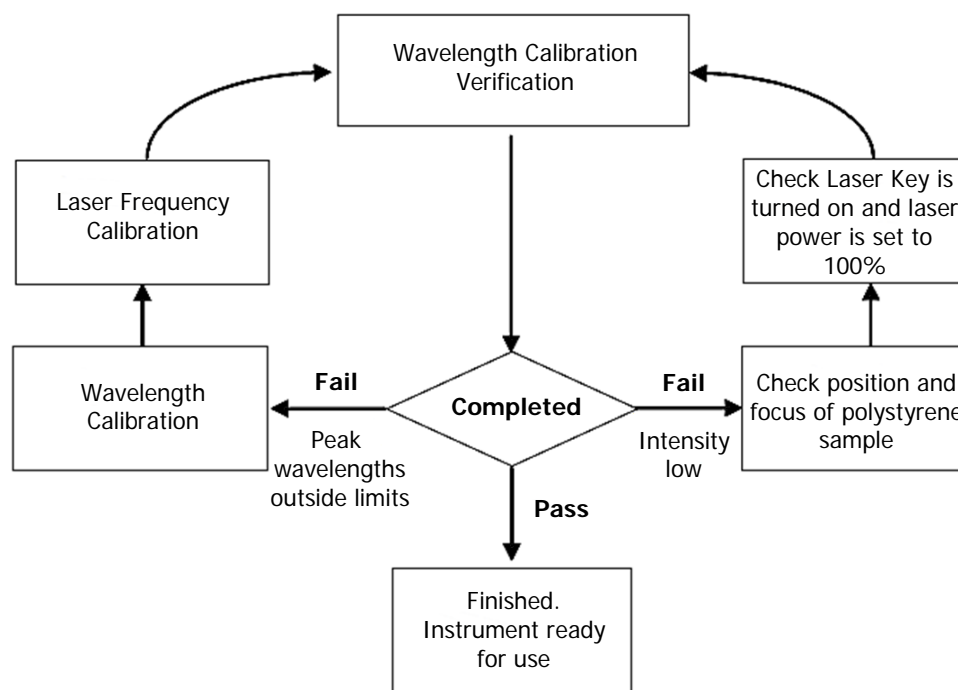 Wavelength Calibration
Verification
Laser Frequency
Calibration
Check Laser Key is
turned on and laser
power is set to
100%
Wavelength
Calibration
Fail
Peak
wavelengths
outside limits
Completed
Fail
Intensity
low
Check position and
focus of polystyrene
sample
Pass
Finished.
Instrument ready
for use